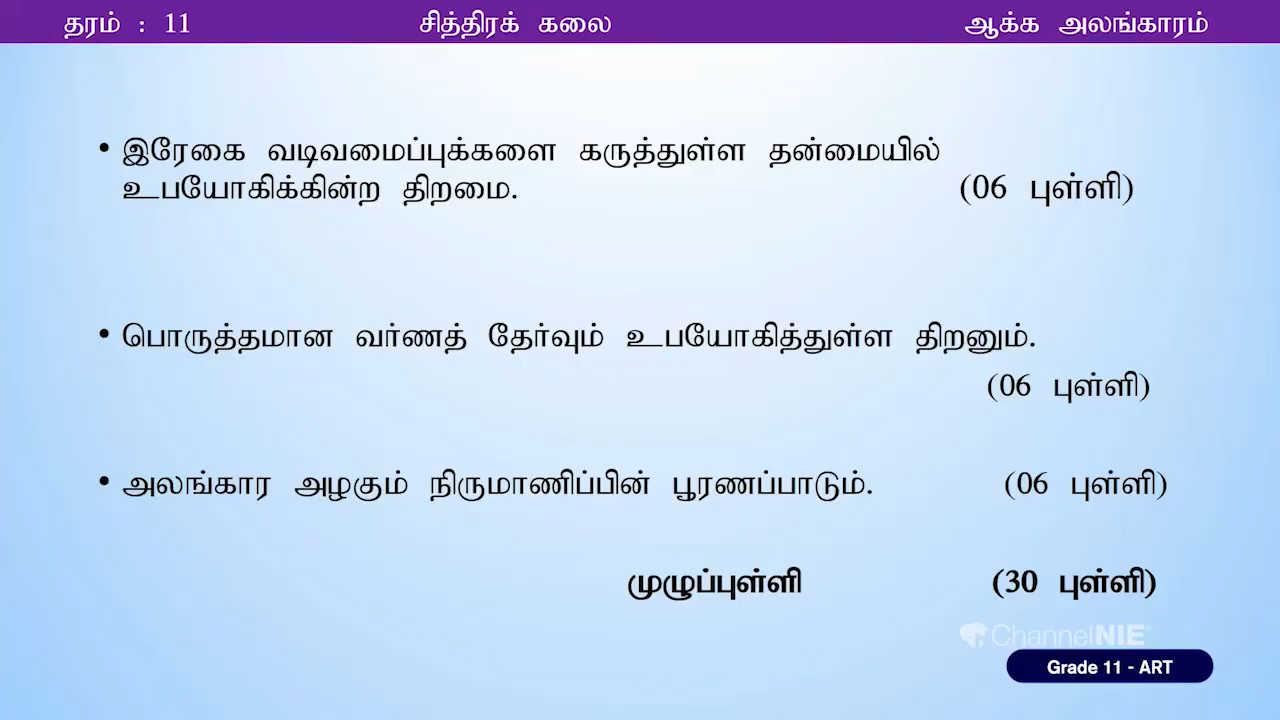 தரம் : 11 சித்திரக் கலை ஆக்க அலங்காரம்
• இரேகை வடிவமைப்புக்களை கருத்துள்ள தன்மையில்
உபயோகிக்கின்ற திறமை. (06 புள்ளி)
• பொருத்தமான வர்ணத் தேர்வும் உபயோகித்துள்ள திறனும்.
(06 புள்ளி)
• அலங்கார அழகும் நிருமாணிப்பின் பூரணப்பாடும். (06 புள்ளி)
முழுப்புள்ளி (30 புள்ளி)
ChannelNIE
Grade 11 - ART